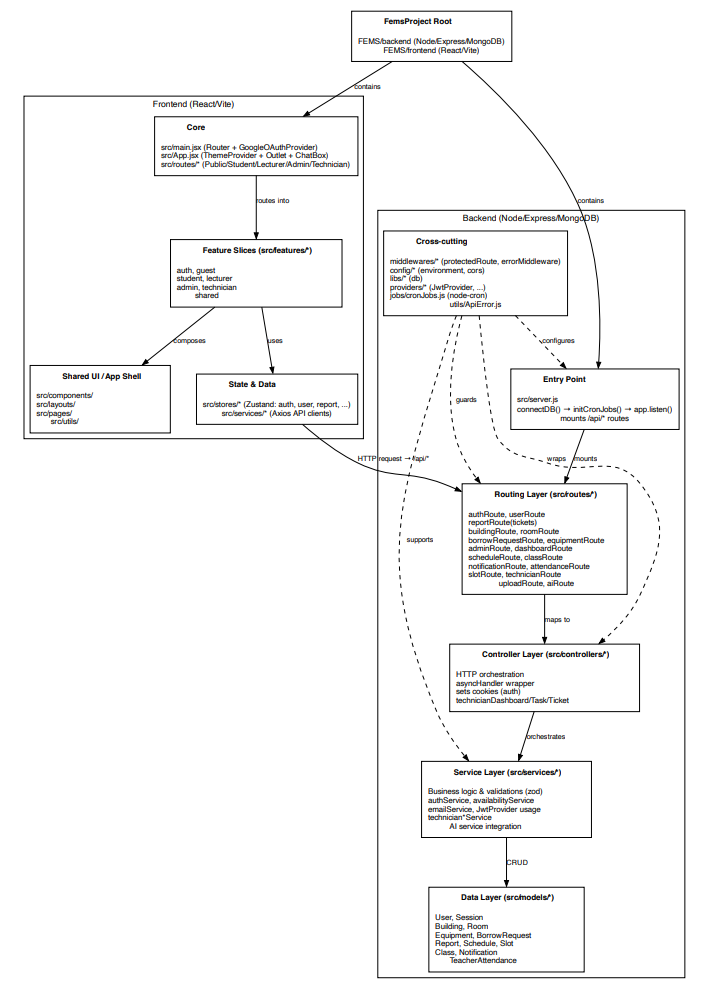 FemsProject Root
FEMS/backend (Node/Express/MongoDB)
FEMS/frontend (React/Vite)
contains
contains
Frontend (React/Vite)
Core
src/main.jsx (Router + GoogleOAuthProvider)
src/App.jsx (ThemeProvider + Outlet + ChatBox)
src/routes/* (Public/Student/Lecturer/Admin/Technician)
routes into
Feature Slices (src/features/*)
auth, guest
student, lecturer
admin, technician
shared
composes
uses
Shared UI / App Shell
src/components/
src/layouts/
src/pages/
src/utils/
State & Data
src/stores/* (Zustand: auth, user, report, ...)
src/services/* (Axios API clients)
HTTP request → /api/*
Backend (Node/Express/MongoDB)
Cross-cutting
middlewares/* (protectedRoute, errorMiddleware)
config/* (environment, cors)
libs/* (db)
providers/* (JwtProvider, ...)
jobs/cronJobs.js (node-cron)
utils/ApiError.js
configures
guards
wraps
supports
Entry Point
src/server.js
connectDB() → initCronJobs() → app.listen()
mounts /api/* routes
mounts
Routing Layer (src/routes/*)
authRoute, userRoute
reportRoute(tickets)
buildingRoute, roomRoute
borrowRequestRoute, equipmentRoute
adminRoute, dashboardRoute
scheduleRoute, classRoute
notificationRoute, attendanceRoute
slotRoute, technicianRoute
uploadRoute, aiRoute
maps to
Controller Layer (src/controllers/*)
HTTP orchestration
asyncHandler wrapper
sets cookies (auth)
technicianDashboard/Task/Ticket
orchestrates
Service Layer (src/services/*)
Business logic & validations (zod)
authService, availabilityService
emailService, JwtProvider usage
technician*Service
AI service integration
CRUD
Data Layer (src/models/*)
User, Session
Building, Room
Equipment, BorrowRequest
Report, Schedule, Slot
Class, Notification
TeacherAttendance